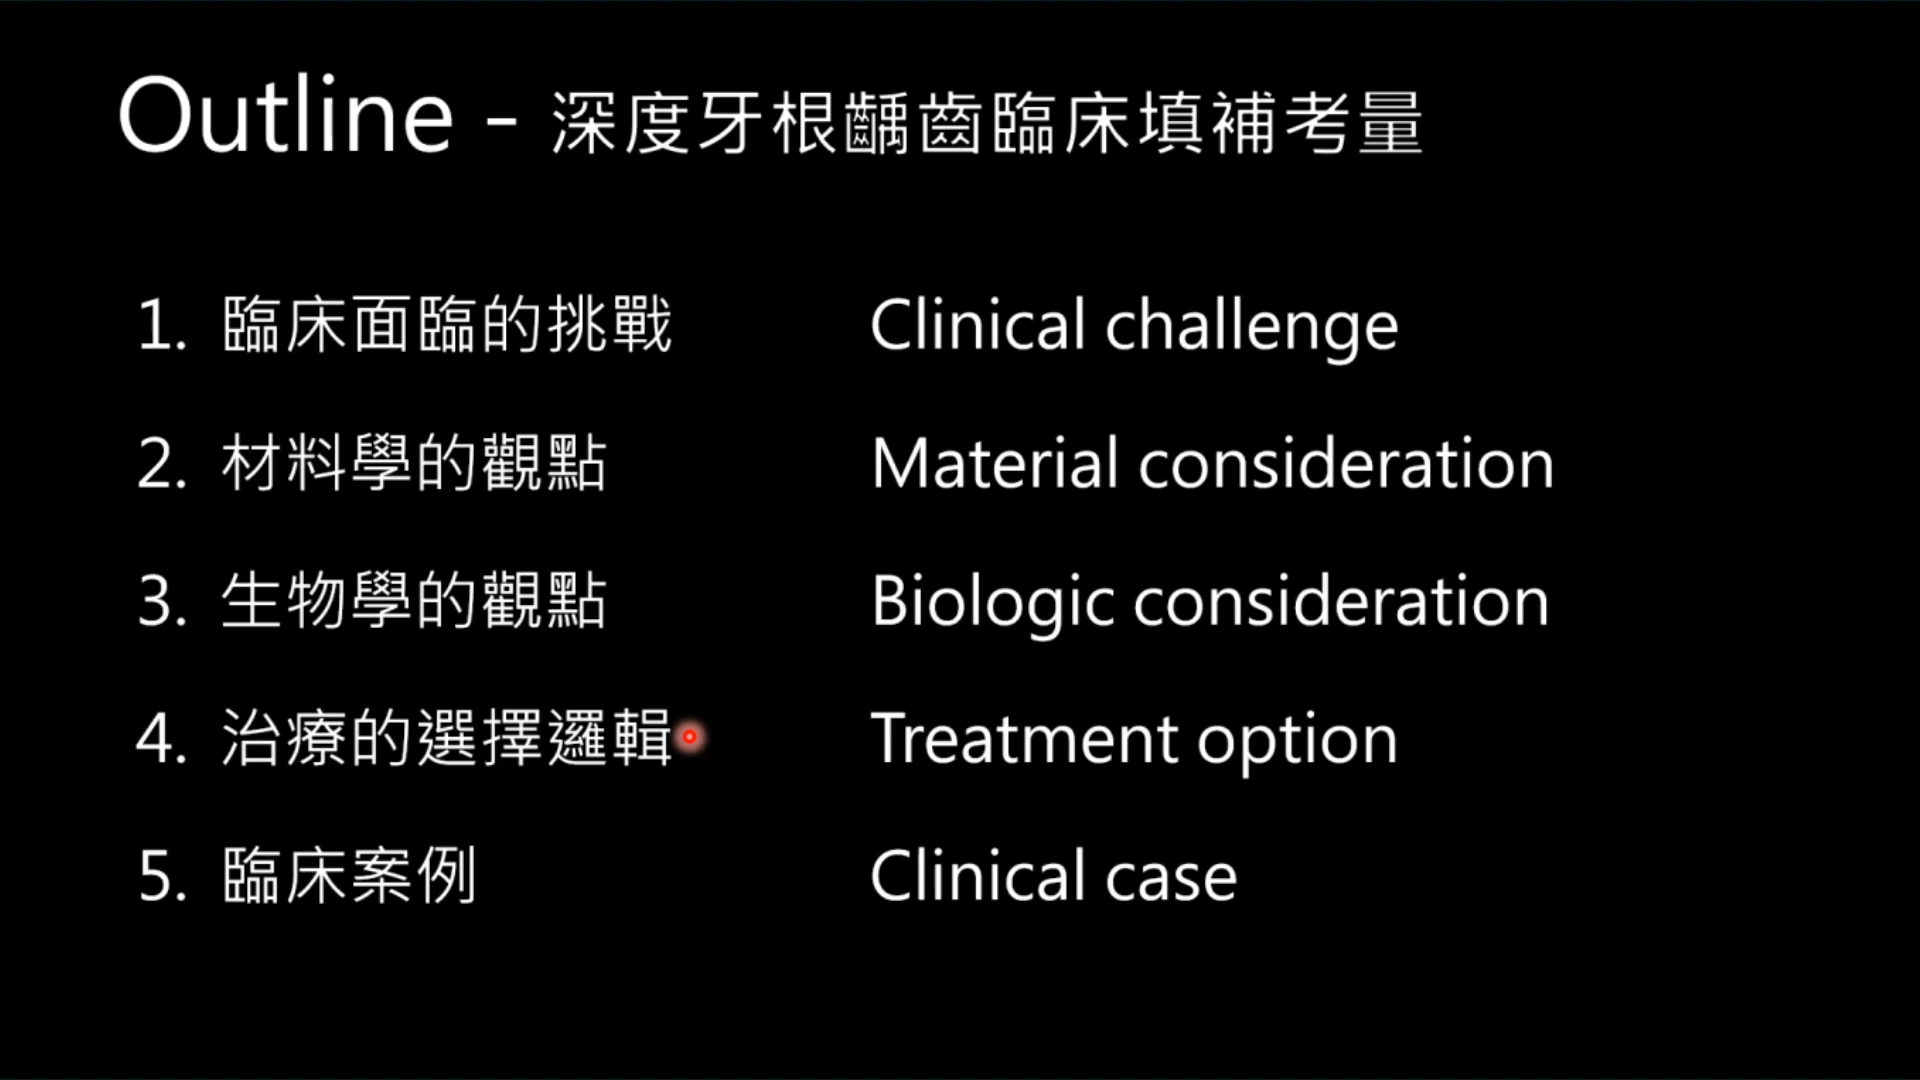 Outline - 深度牙根齲齒臨床填補考量
1. 臨床面臨的挑戰 Clinical challenge
2. 材料學的觀點 Material consideration
3. 生物學的觀點 Biologic consideration
4. 治療的選擇邏輯 Treatment option
5. 臨床案例 Clinical case